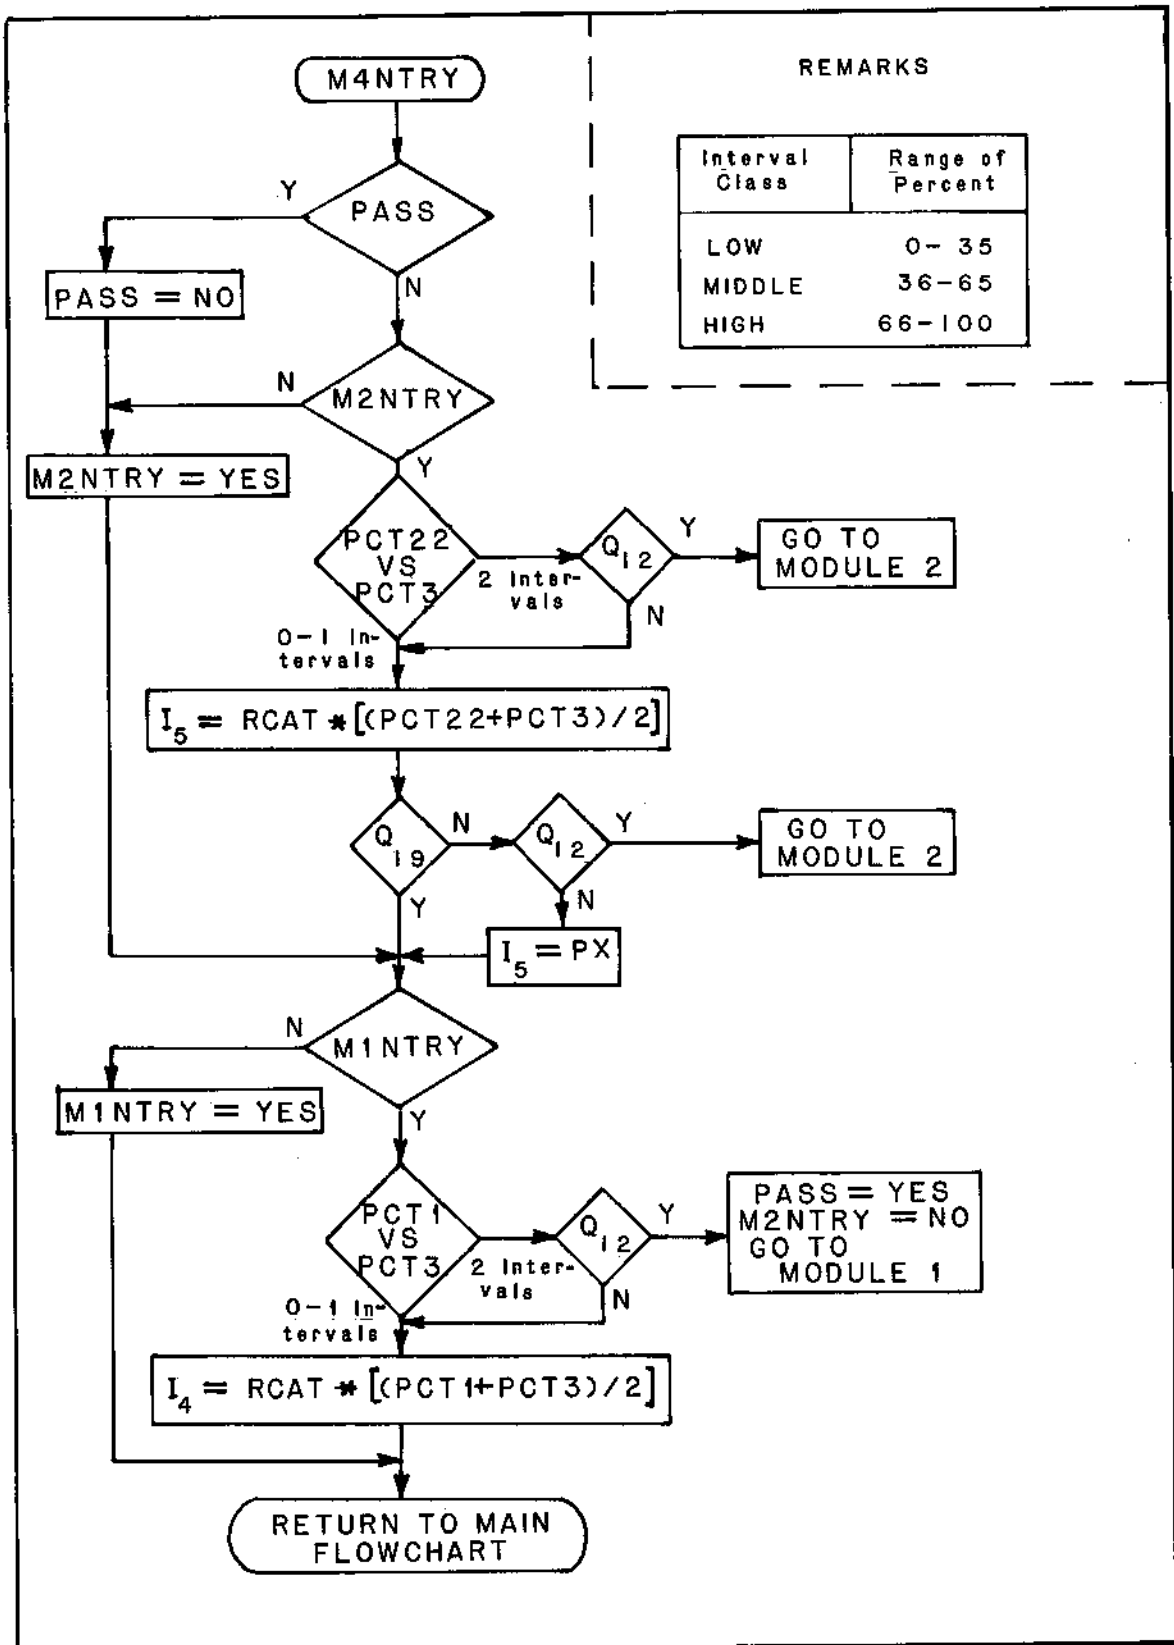 M4NTRY
REMARKS
Interval Class
Range of Percent
LOW 0-35
MIDDLE 36-65
HIGH 66-100
Y
PASS
N
PASS = NO
N
M2NTRY
Y
M2NTRY = YES
PCT22
VS
PCT3
2 Inter-
vals
Q12
Y
GO TO
MODULE 2
N
0-1 In-
tervals
I5 = RCAT * [(PCT22+PCT3)/2]
Q19
N
Q12
Y
GO TO
MODULE 2
Y
N
I5 = PX
N
M1NTRY
Y
M1NTRY = YES
PCT1
VS
PCT3
2 Inter-
vals
Q12
Y
PASS = YES
M2NTRY = NO
GO TO
MODULE 1
N
0-1 In-
tervals
I4 = RCAT * [(PCT1+PCT3)/2]
RETURN TO MAIN
FLOWCHART